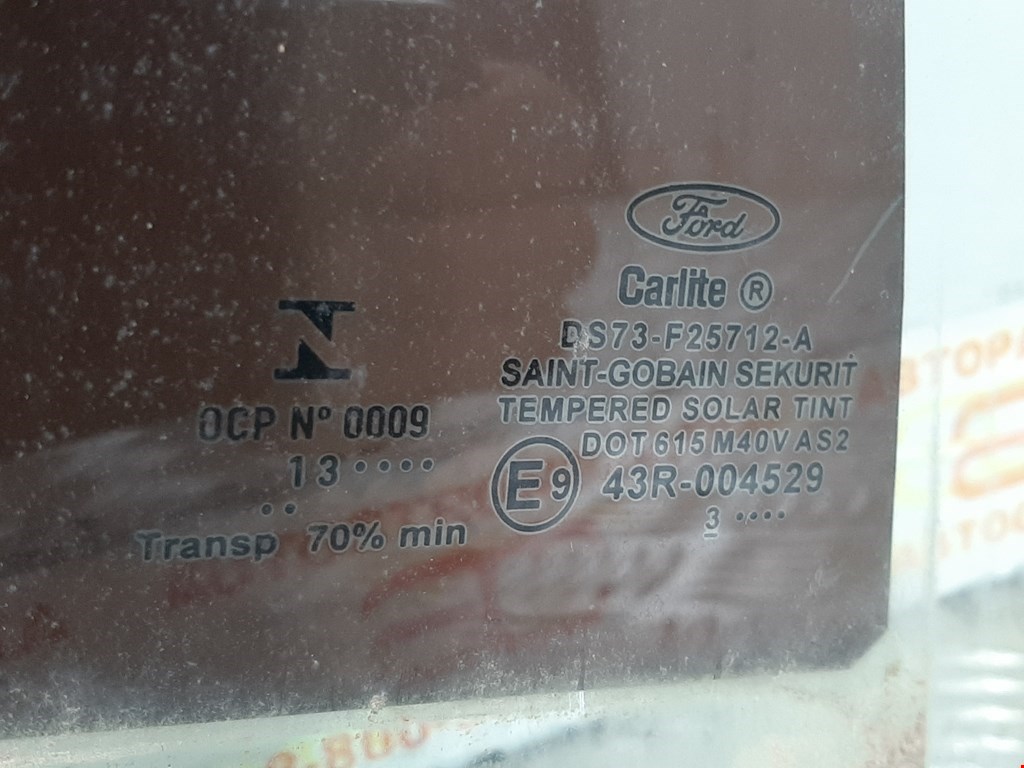 Ford
Carlite ®
DS73-F25712-A
SAINT-GOBAIN SEKURIT
TEMPERED SOLAR TINT
DOT 615 M40V AS2
E9 43R-004529
3 ····
OCP Nº 0009
13 ····
··
Transp 70% min